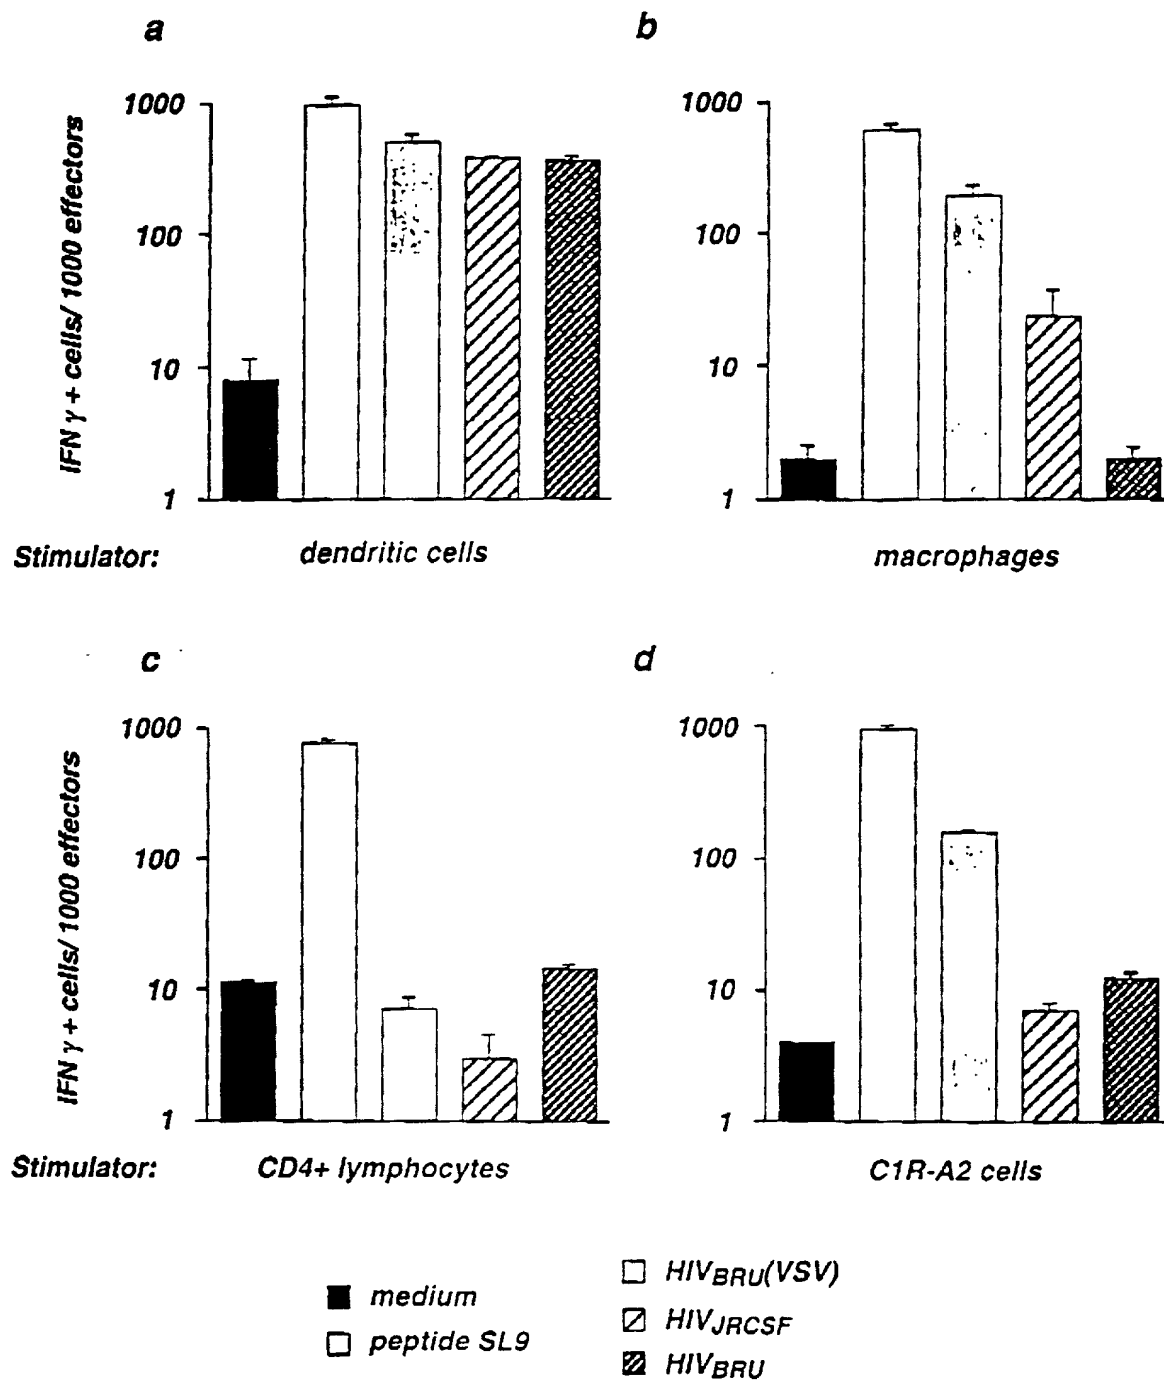 a
1000
100
10
1
IFN γ + cells/ 1000 effectors
Stimulator: dendritic cells
b
1000
100
10
1
macrophages
c
1000
100
10
1
IFN γ + cells/ 1000 effectors
Stimulator: CD4+ lymphocytes
d
1000
100
10
1
C1R-A2 cells
medium
peptide SL9
HIVBRU(VSV)
HIVJRCSF
HIVBRU